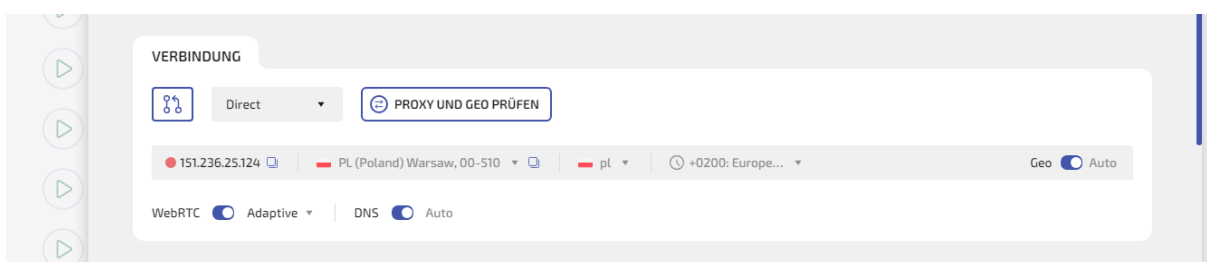 VERBINDUNG
Direct PROXY UND GEO PRÜFEN
151.236.25.124 PL (Poland) Warsaw, 00-510 pl +0200: Europe... Geo Auto
WebRTC Adaptive DNS Auto